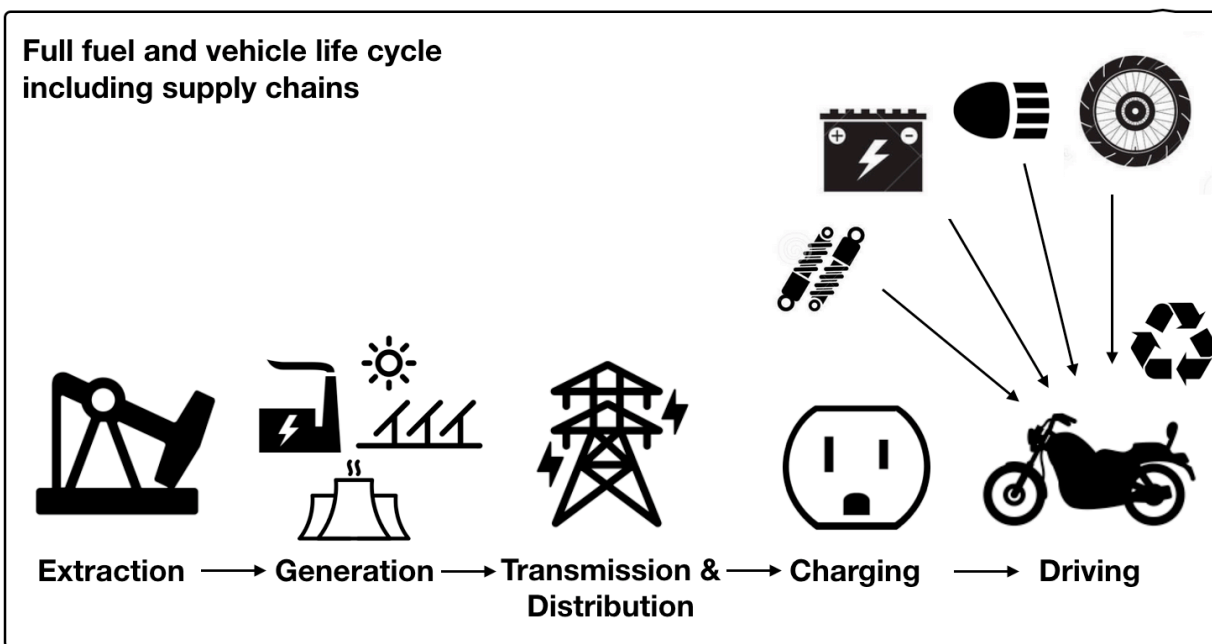 Full fuel and vehicle life cycle
including supply chains
+ −
Extraction Generation Transmission & Charging Driving
Distribution